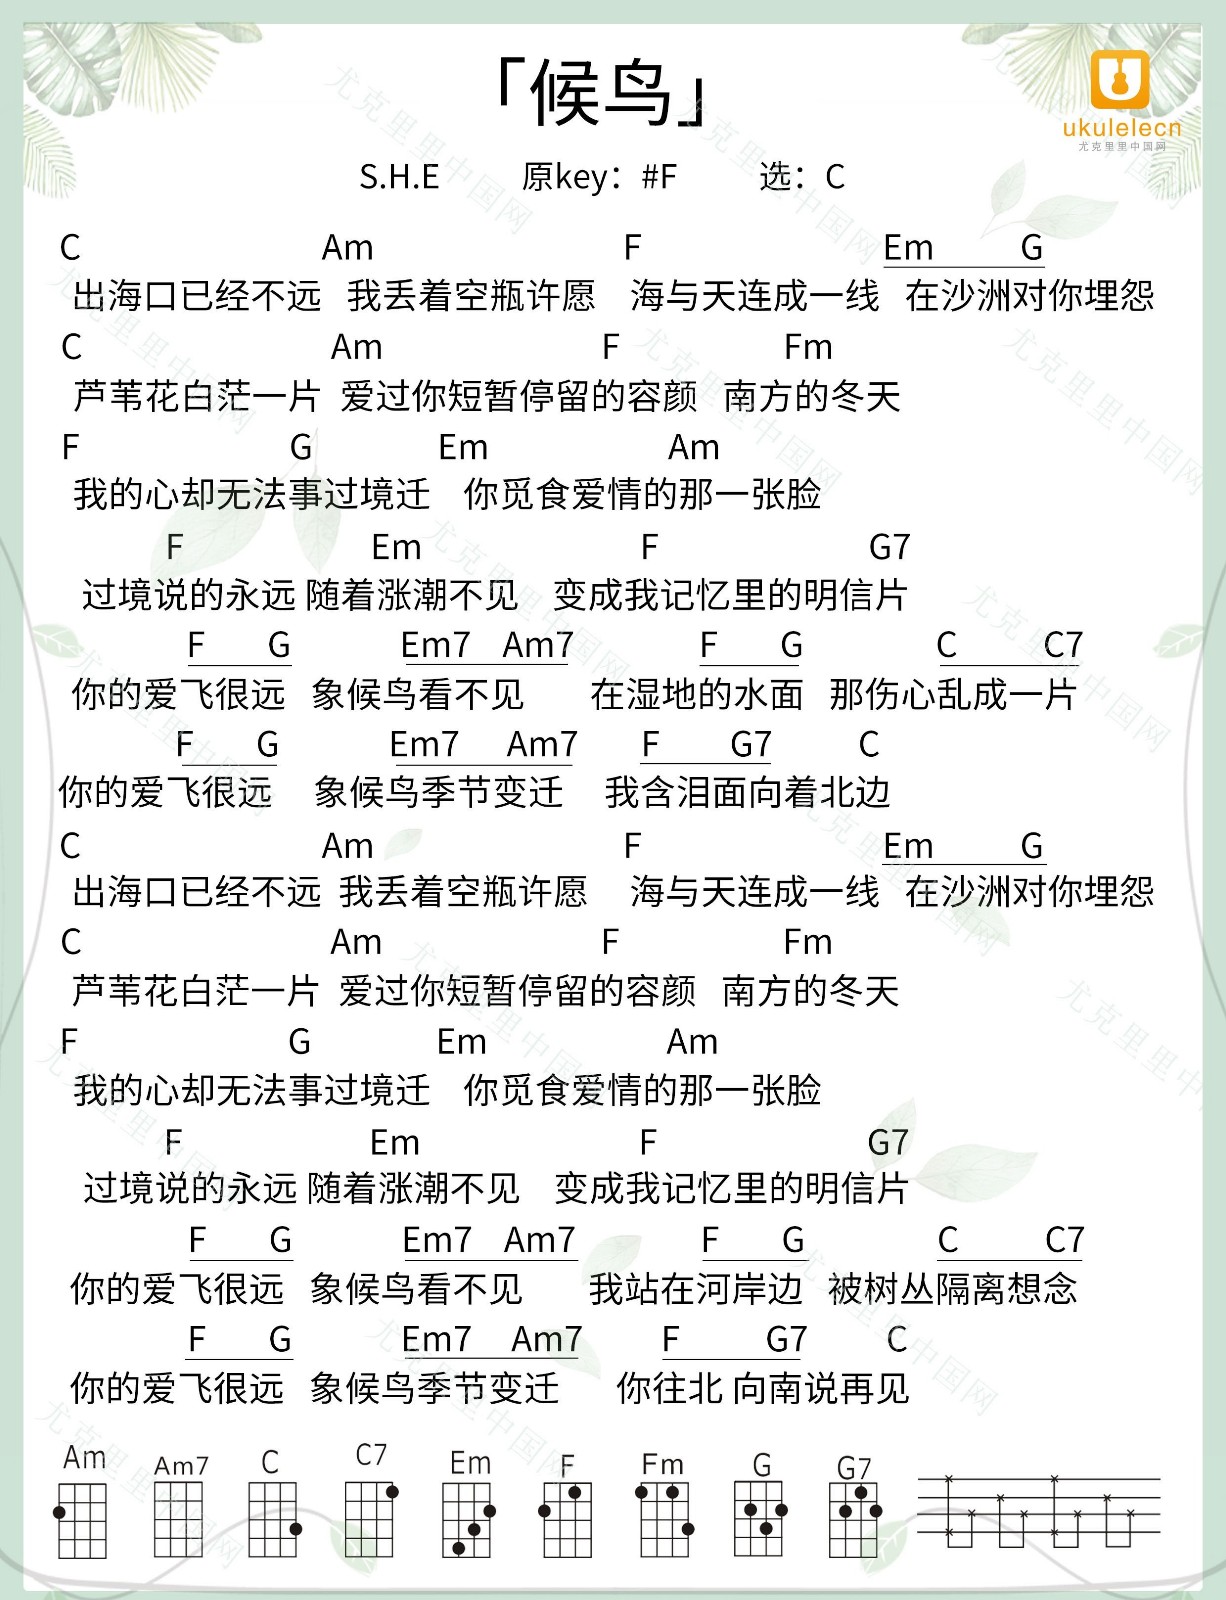 「候鸟」
ukulelecn
尤克里里中国网
S.H.E 原key：#F 选：C
C Am F Em G
出海口已经不远 我丢着空瓶许愿 海与天连成一线 在沙洲对你埋怨
C Am F Fm
芦苇花白茫一片 爱过你短暂停留的容颜 南方的冬天
F G Em Am
我的心却无法事过境迁 你觅食爱情的那一张脸
F Em F G7
过境说的永远 随着涨潮不见 变成我记忆里的明信片
F G Em7 Am7 F G C C7
你的爱飞很远 象候鸟看不见 在湿地的水面 那伤心乱成一片
F G Em7 Am7 F G7 C
你的爱飞很远 象候鸟季节变迁 我含泪面向着北边
C Am F Em G
出海口已经不远 我丢着空瓶许愿 海与天连成一线 在沙洲对你埋怨
C Am F Fm
芦苇花白茫一片 爱过你短暂停留的容颜 南方的冬天
F G Em Am
我的心却无法事过境迁 你觅食爱情的那一张脸
F Em F G7
过境说的永远 随着涨潮不见 变成我记忆里的明信片
F G Em7 Am7 F G C C7
你的爱飞很远 象候鸟看不见 我站在河岸边 被树丛隔离想念
F G Em7 Am7 F G7 C
你的爱飞很远 象候鸟季节变迁 你往北 向南说再见
Am Am7 C C7 Em F Fm G G7